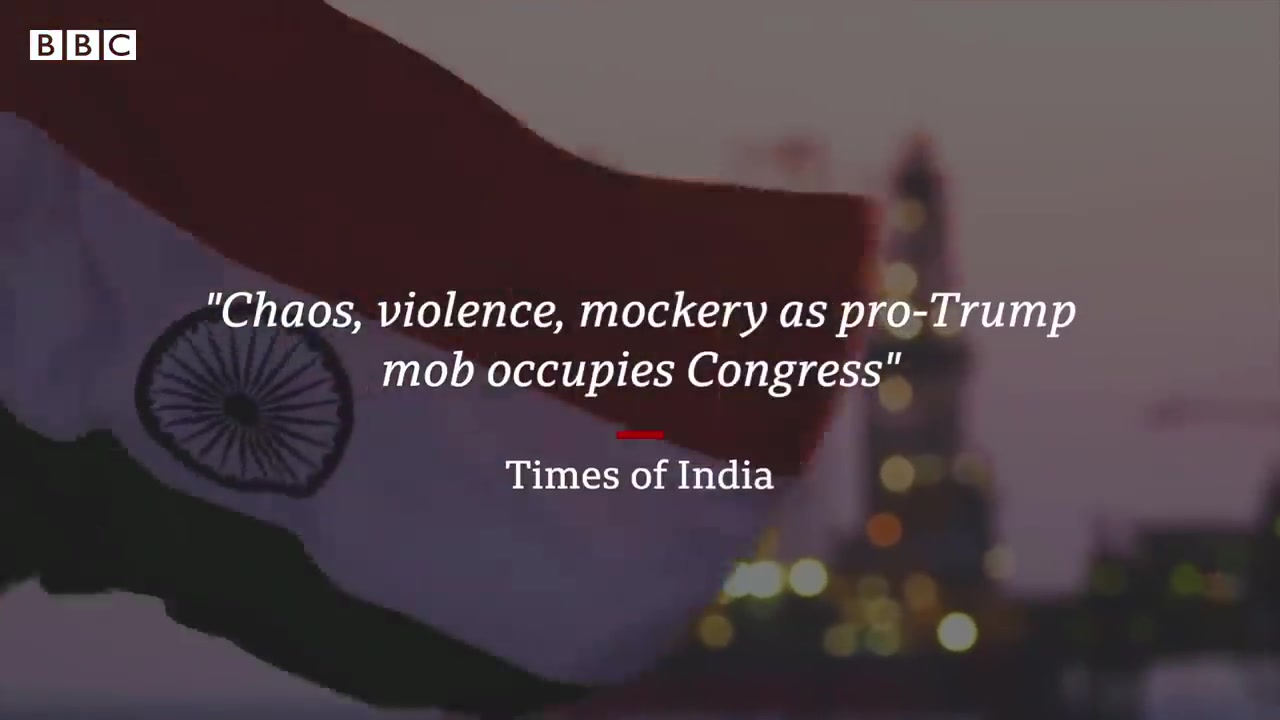 BBC
"Chaos, violence, mockery as pro-Trump
mob occupies Congress"
Times of India